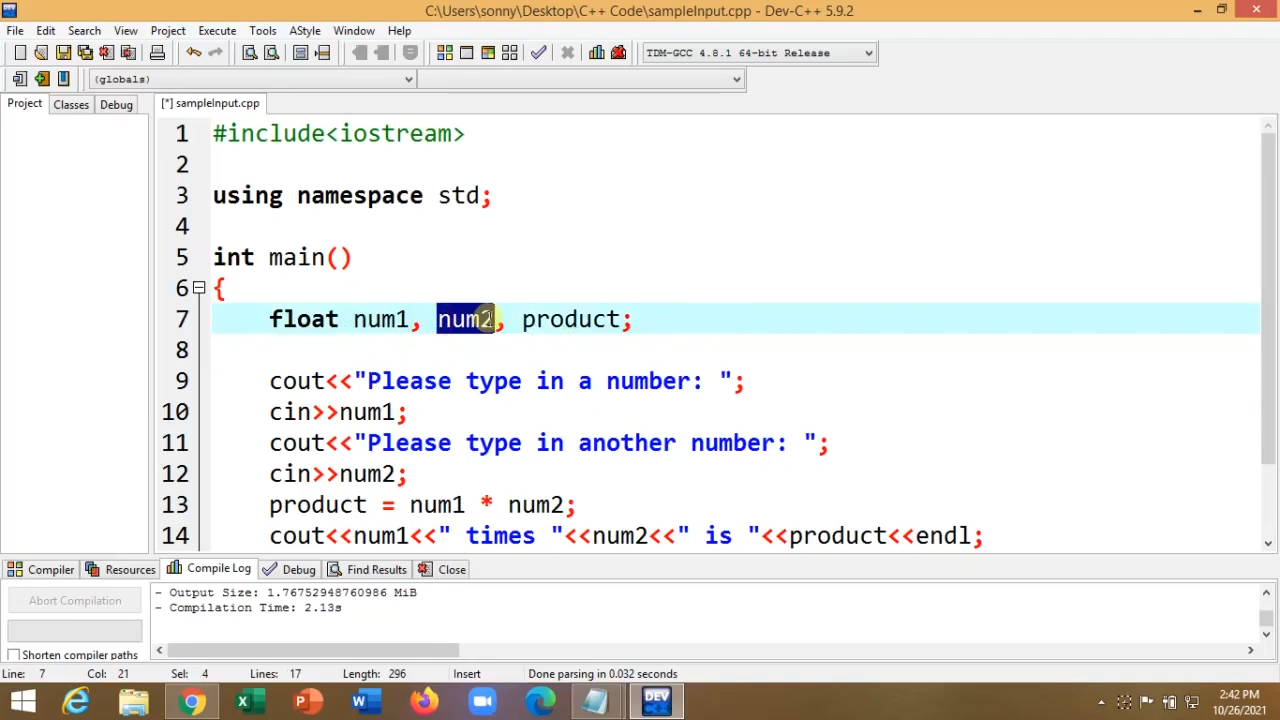 C:\Users\sonny\Desktop\C++ Code\sampleInput.cpp - Dev-C++ 5.9.2
File Edit Search View Project Execute Tools AStyle Window Help
TDM-GCC 4.8.1 64-bit Release
(globals)
Project Classes Debug [*] sampleInput.cpp
1 #include<iostream>
2
3 using namespace std;
4
5 int main()
6 {
7 float num1, num2, product;
8
9 cout<<"Please type in a number: ";
10 cin>>num1;
11 cout<<"Please type in another number: ";
12 cin>>num2;
13 product = num1 * num2;
14 cout<<num1<<" times "<<num2<<" is "<<product<<endl;
Compiler Resources Compile Log Debug Find Results Close
Abort Compilation
- Output Size: 1.76752948760986 MiB
- Compilation Time: 2.13s
Shorten compiler paths
Line: 7 Col: 21 Sel: 4 Lines: 17 Length: 296 Insert Done parsing in 0.032 seconds
DEV
2:42 PM
10/26/2021